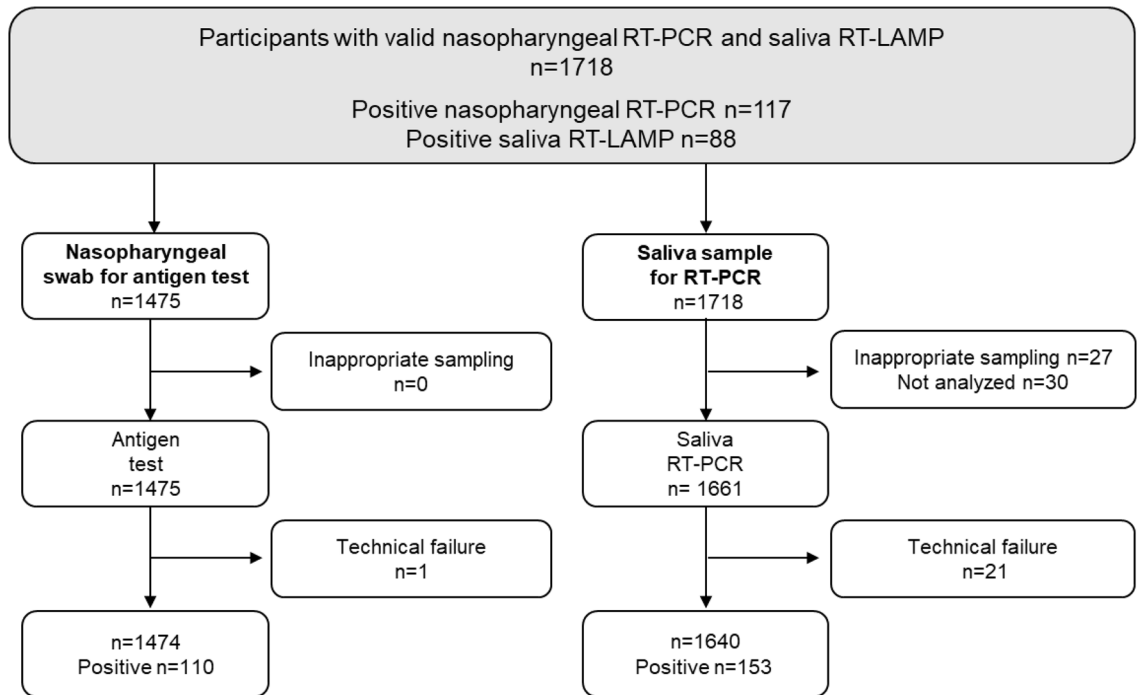 Participants with valid nasopharyngeal RT-PCR and saliva RT-LAMP
n=1718
Positive nasopharyngeal RT-PCR n=117
Positive saliva RT-LAMP n=88
Nasopharyngeal
swab for antigen test
n=1475
Inappropriate sampling
n=0
Antigen
test
n=1475
Technical failure
n=1
n=1474
Positive n=110
Saliva sample
for RT-PCR
n=1718
Inappropriate sampling n=27
Not analyzed n=30
Saliva
RT-PCR
n= 1661
Technical failure
n=21
n=1640
Positive n=153